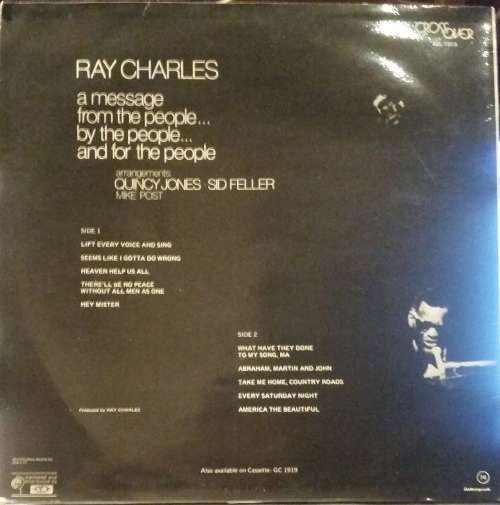 CROSS OVER
RAY CHARLES
a message
from the people...
by the people...
and for the people
arrangements
QUINCY JONES SID FELLER
MIKE POST
SIDE 1
LIFT EVERY VOICE AND SING
SEEMS LIKE I GOTTA DO WRONG
HEAVEN HELP US ALL
THERE'LL BE NO PEACE
WITHOUT ALL MEN AS ONE
HEY MISTER
SIDE 2
WHAT HAVE THEY DONE
TO MY SONG, MA
ABRAHAM, MARTIN AND JOHN
TAKE ME HOME, COUNTRY ROADS
EVERY SATURDAY NIGHT
AMERICA THE BEAUTIFUL
Produced by RAY CHARLES
Also available on Cassette: GC 1919